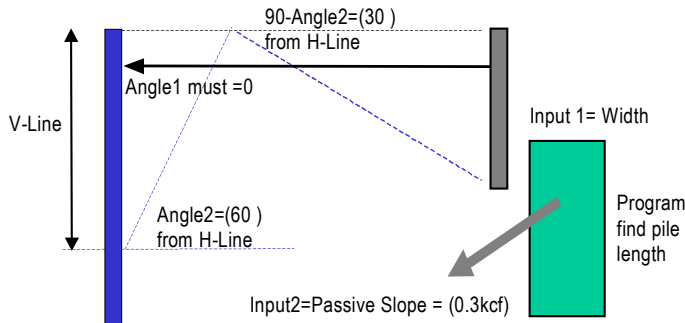 90-Angle2=(30 )
from H-Line
Angle1 must =0
V-Line
Input 1= Width
Angle2=(60 )
from H-Line
Program
find pile
length
Input2=Passive Slope = (0.3kcf)